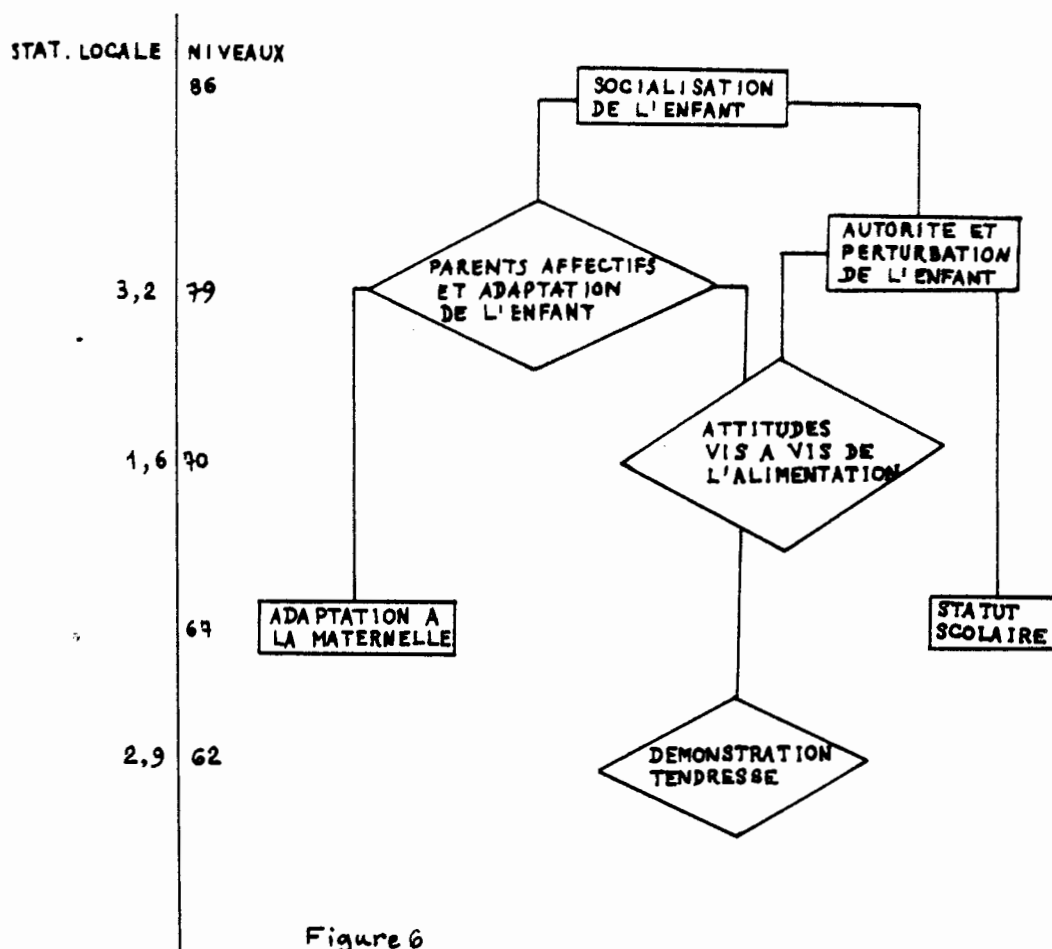 STAT. LOCALE NIVEAUX
86
SOCIALISATION
DE L'ENFANT
AUTORITE ET
PERTURBATION
DE L'ENFANT
PARENTS AFFECTIFS
ET ADAPTATION
DE L'ENFANT
3,2 79
ATTITUDES
VIS A VIS DE
L'ALIMENTATION
1,6 70
ADAPTATION A
LA MATERNELLE
67
STATUT
SCOLAIRE
2,9 62
DEMONSTRATION
TENDRESSE
Figure 6